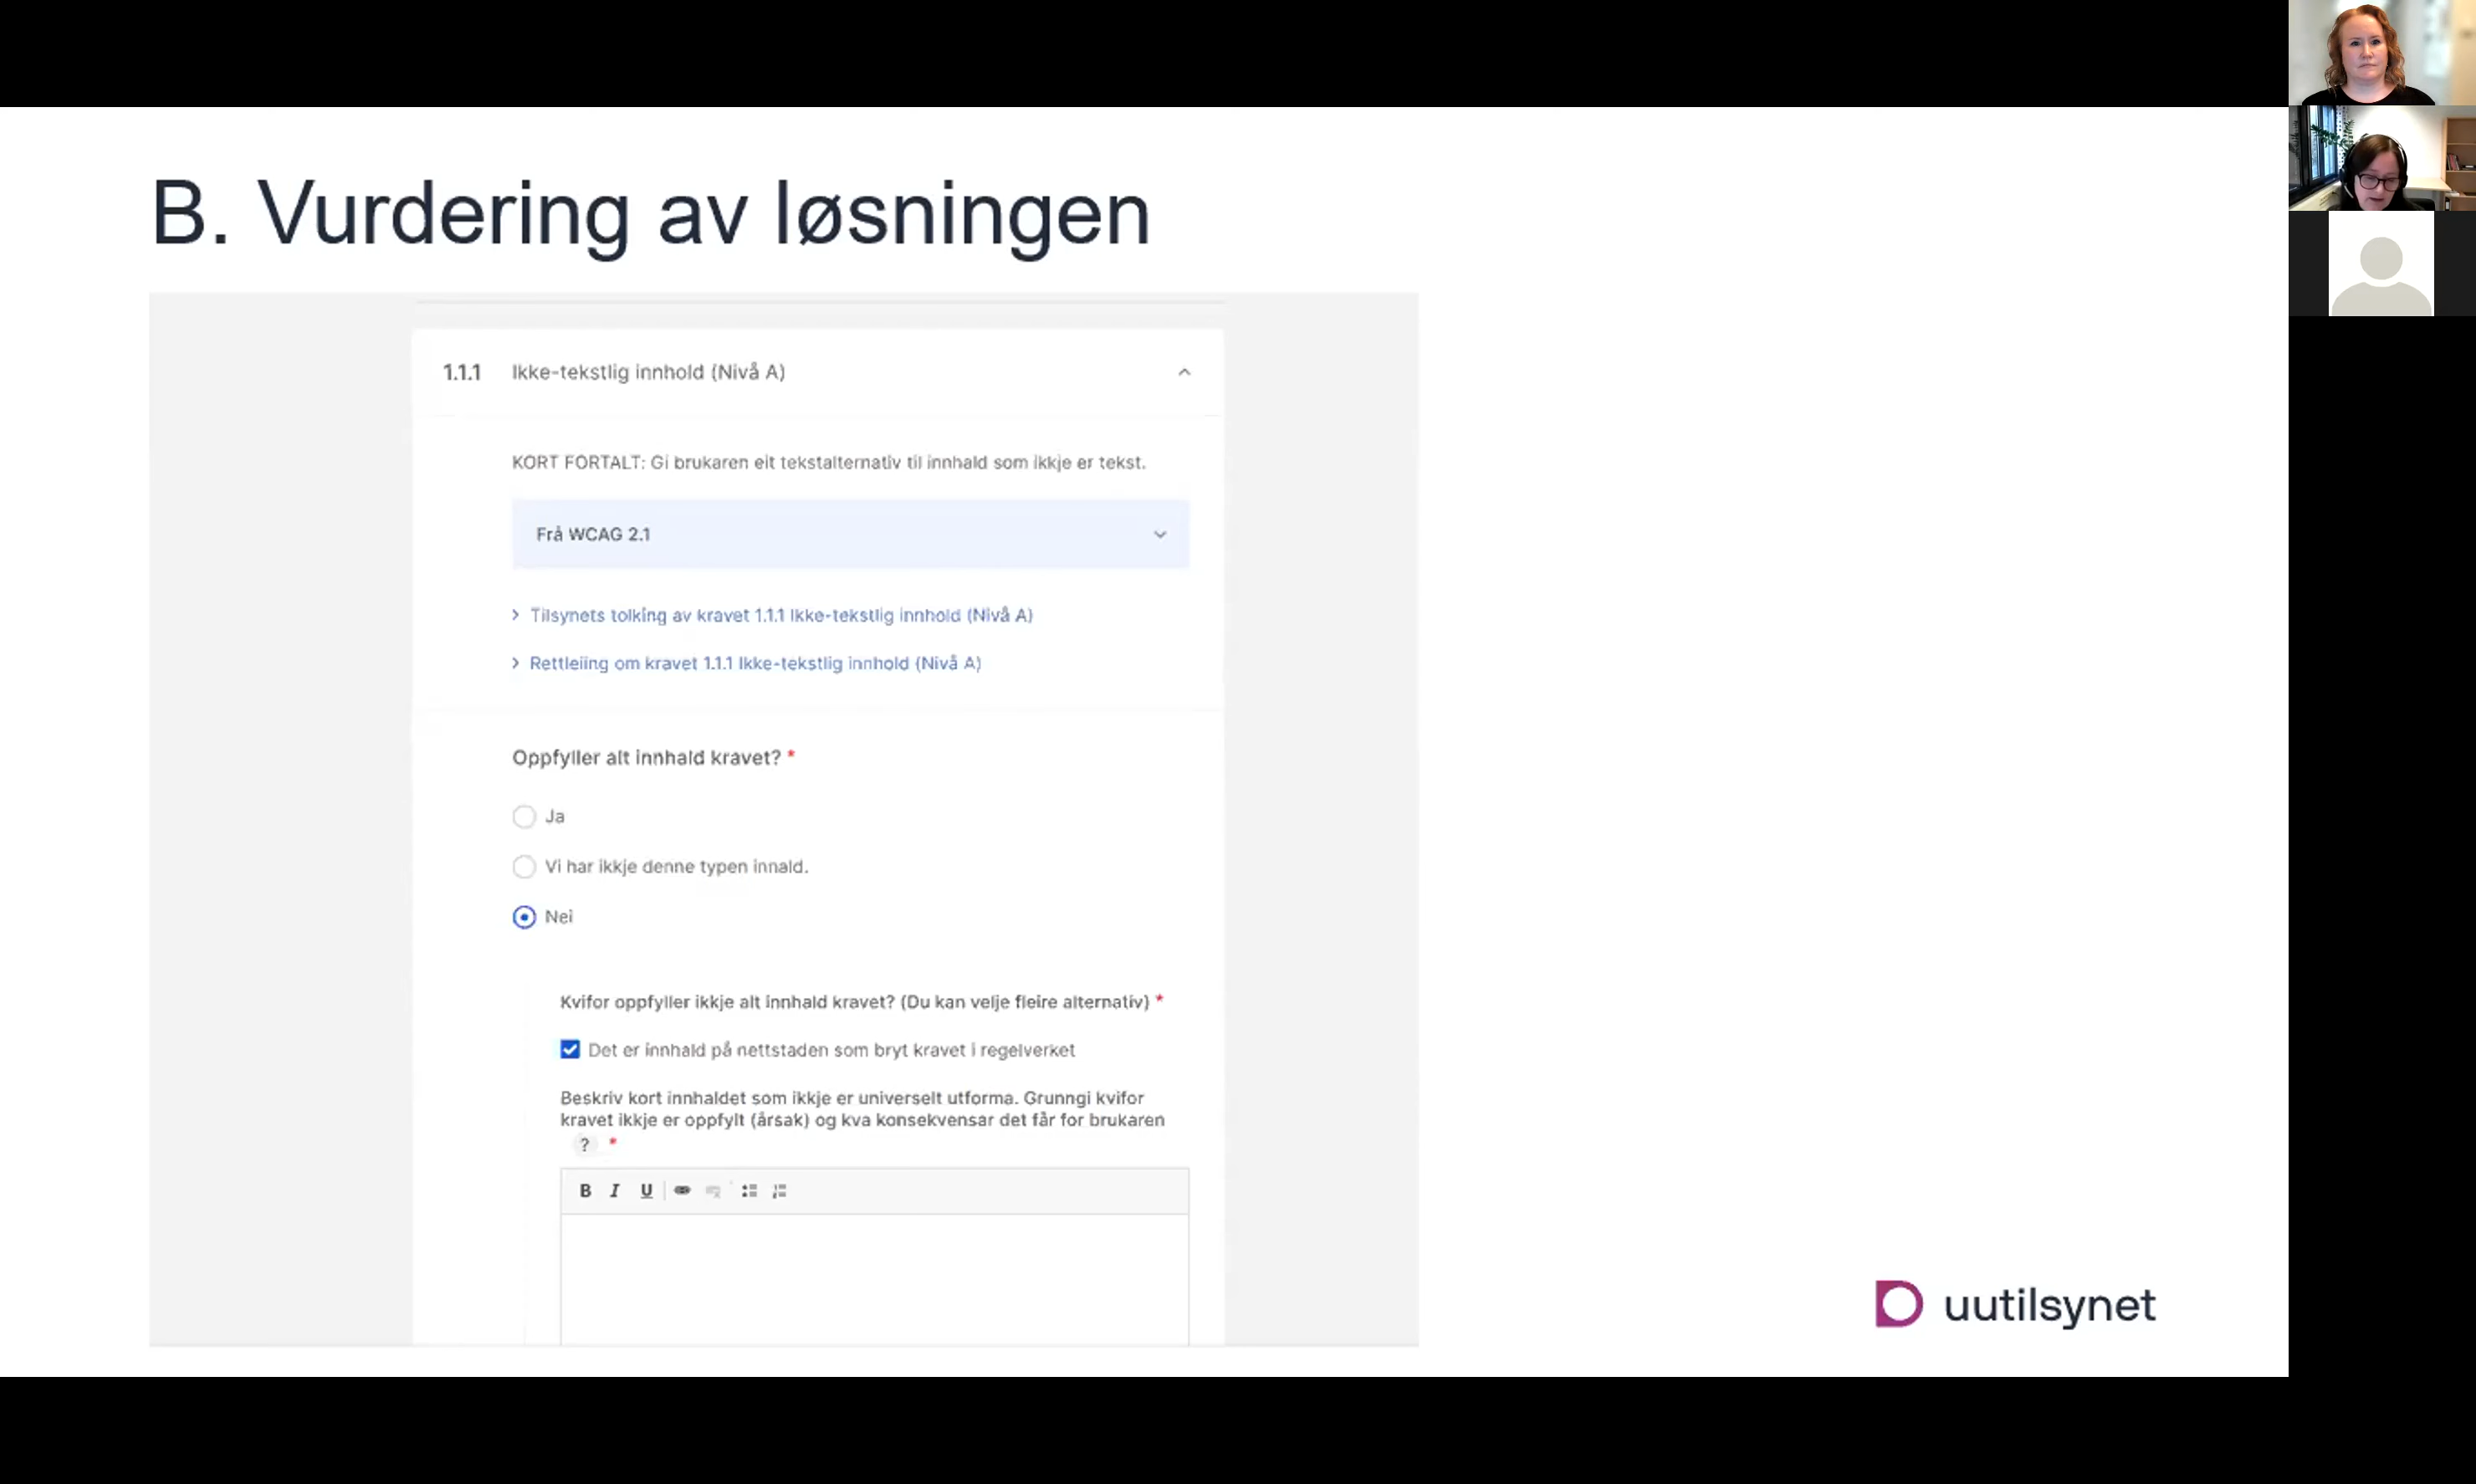 B. Vurdering av løsningen
1.1.1 Ikke-tekstlig innhold (Nivå A)
KORT FORTALT: Gi brukaren eit tekstalternativ til innhald som ikkje er tekst.
Frå WCAG 2.1
Tilsynets tolking av kravet 1.1.1 Ikke-tekstlig innhold (Nivå A)
Rettleiing om kravet 1.1.1 Ikke-tekstlig innhold (Nivå A)
Oppfyller alt innhald kravet? *
Ja
Vi har ikkje denne typen innald.
Nei
Kvifor oppfyller ikkje alt innhald kravet? (Du kan velje fleire alternativ) *
Det er innhald på nettstaden som bryt kravet i regelverket
Beskriv kort innhaldet som ikkje er universelt utforma. Grunngi kvifor
kravet ikkje er oppfylt (årsak) og kva konsekvensar det får for brukaren
? *
B I U
uutilsynet